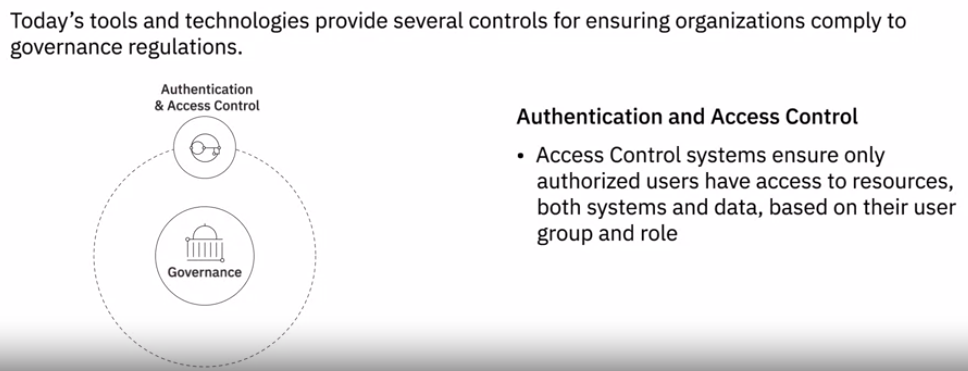 Today's tools and technologies provide several controls for ensuring organizations comply to
governance regulations.
Authentication
& Access Control
Governance
Authentication and Access Control
• Access Control systems ensure only
authorized users have access to resources,
both systems and data, based on their user
group and role